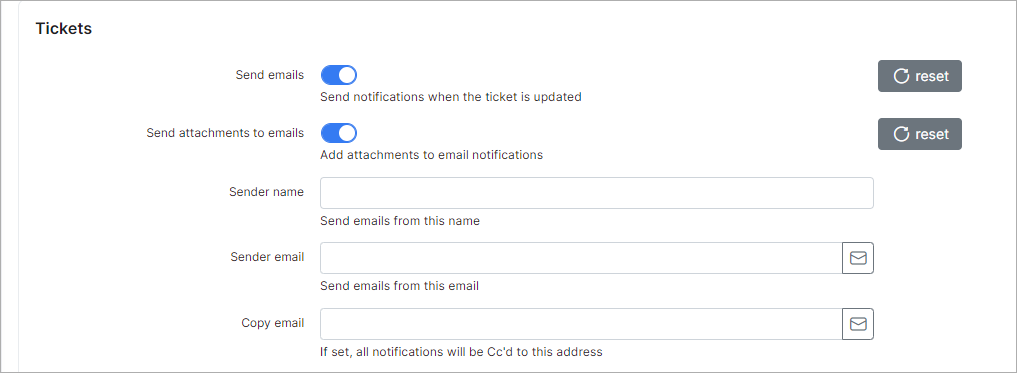 Tickets
Send emails
reset
Send notifications when the ticket is updated
Send attachments to emails
reset
Add attachments to email notifications
Sender name
Send emails from this name
Sender email
Send emails from this email
Copy email
If set, all notifications will be Cc'd to this address